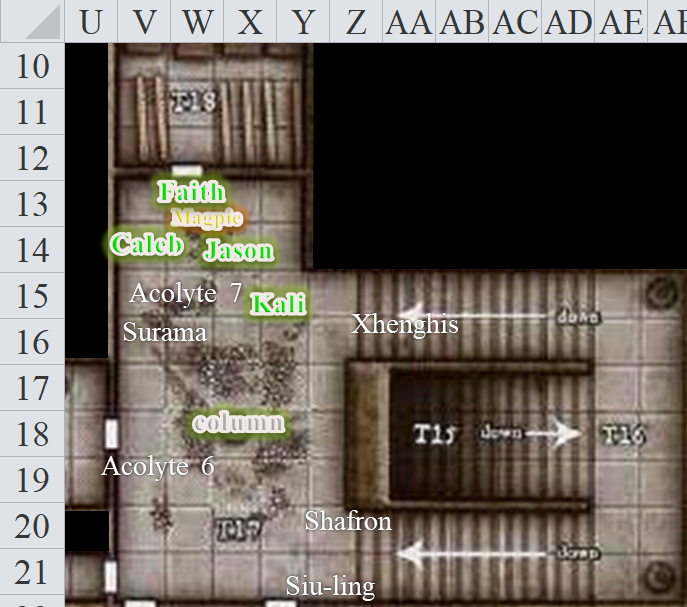 U V W X Y Z AA AB AC AD AE AF
10
11 T18
12
13 Faith
Magpie
14 Caleb Jason
15 Acolyte 7 Kali
Xhenghis down
16 Surama
17
18 column T15 down T16
19 Acolyte 6
20 T17 Shafron
down
21 Siu-ling